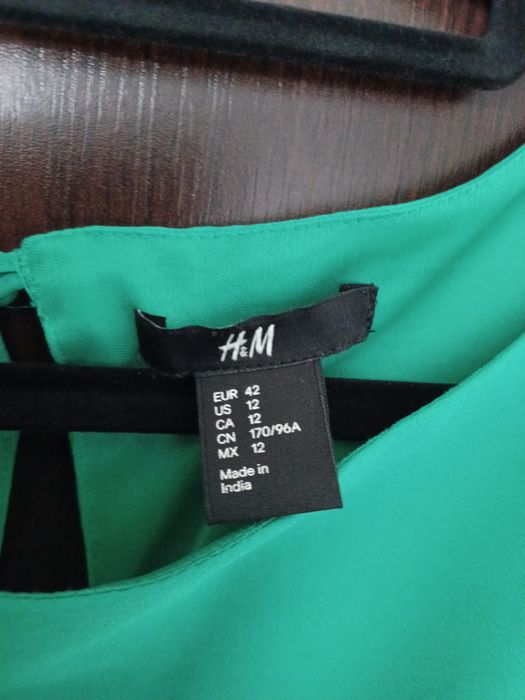 H&M
EUR 42
US 12
CA 12
CN 170/96A
MX 12
Made in
India